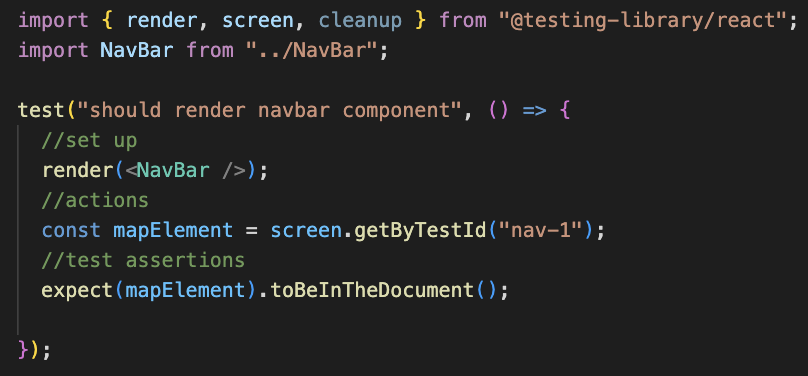 import { render, screen, cleanup } from "@testing-library/react";
import NavBar from "../NavBar";
test("should render navbar component", () => {
//set up
render(<NavBar />);
//actions
const mapElement = screen.getByTestId("nav-1");
//test assertions
expect(mapElement).toBeInTheDocument();
});